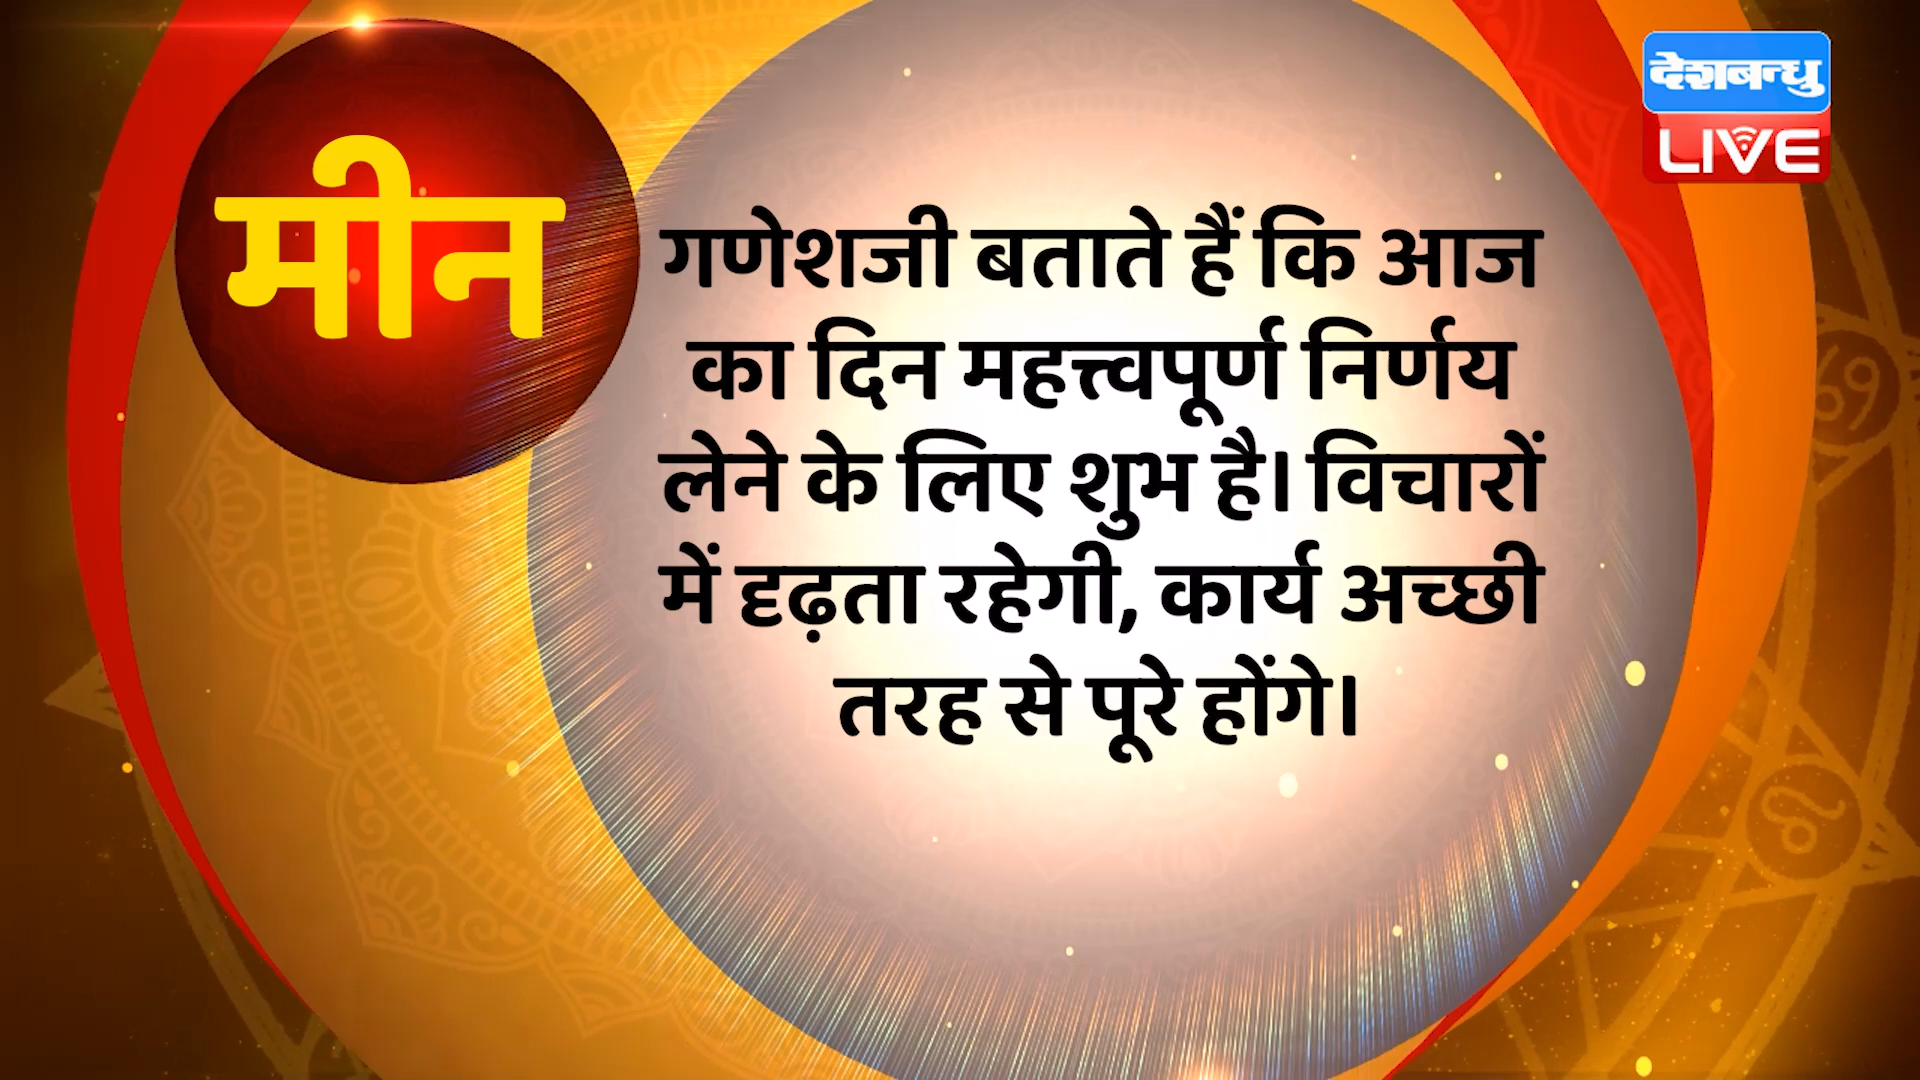 देशबन्धु
LIVE
मीन
गणेशजी बताते हैं कि आज
का दिन महत्त्वपूर्ण निर्णय
लेने के लिए शुभ है। विचारों
में दृढ़ता रहेगी, कार्य अच्छी
तरह से पूरे होंगे।